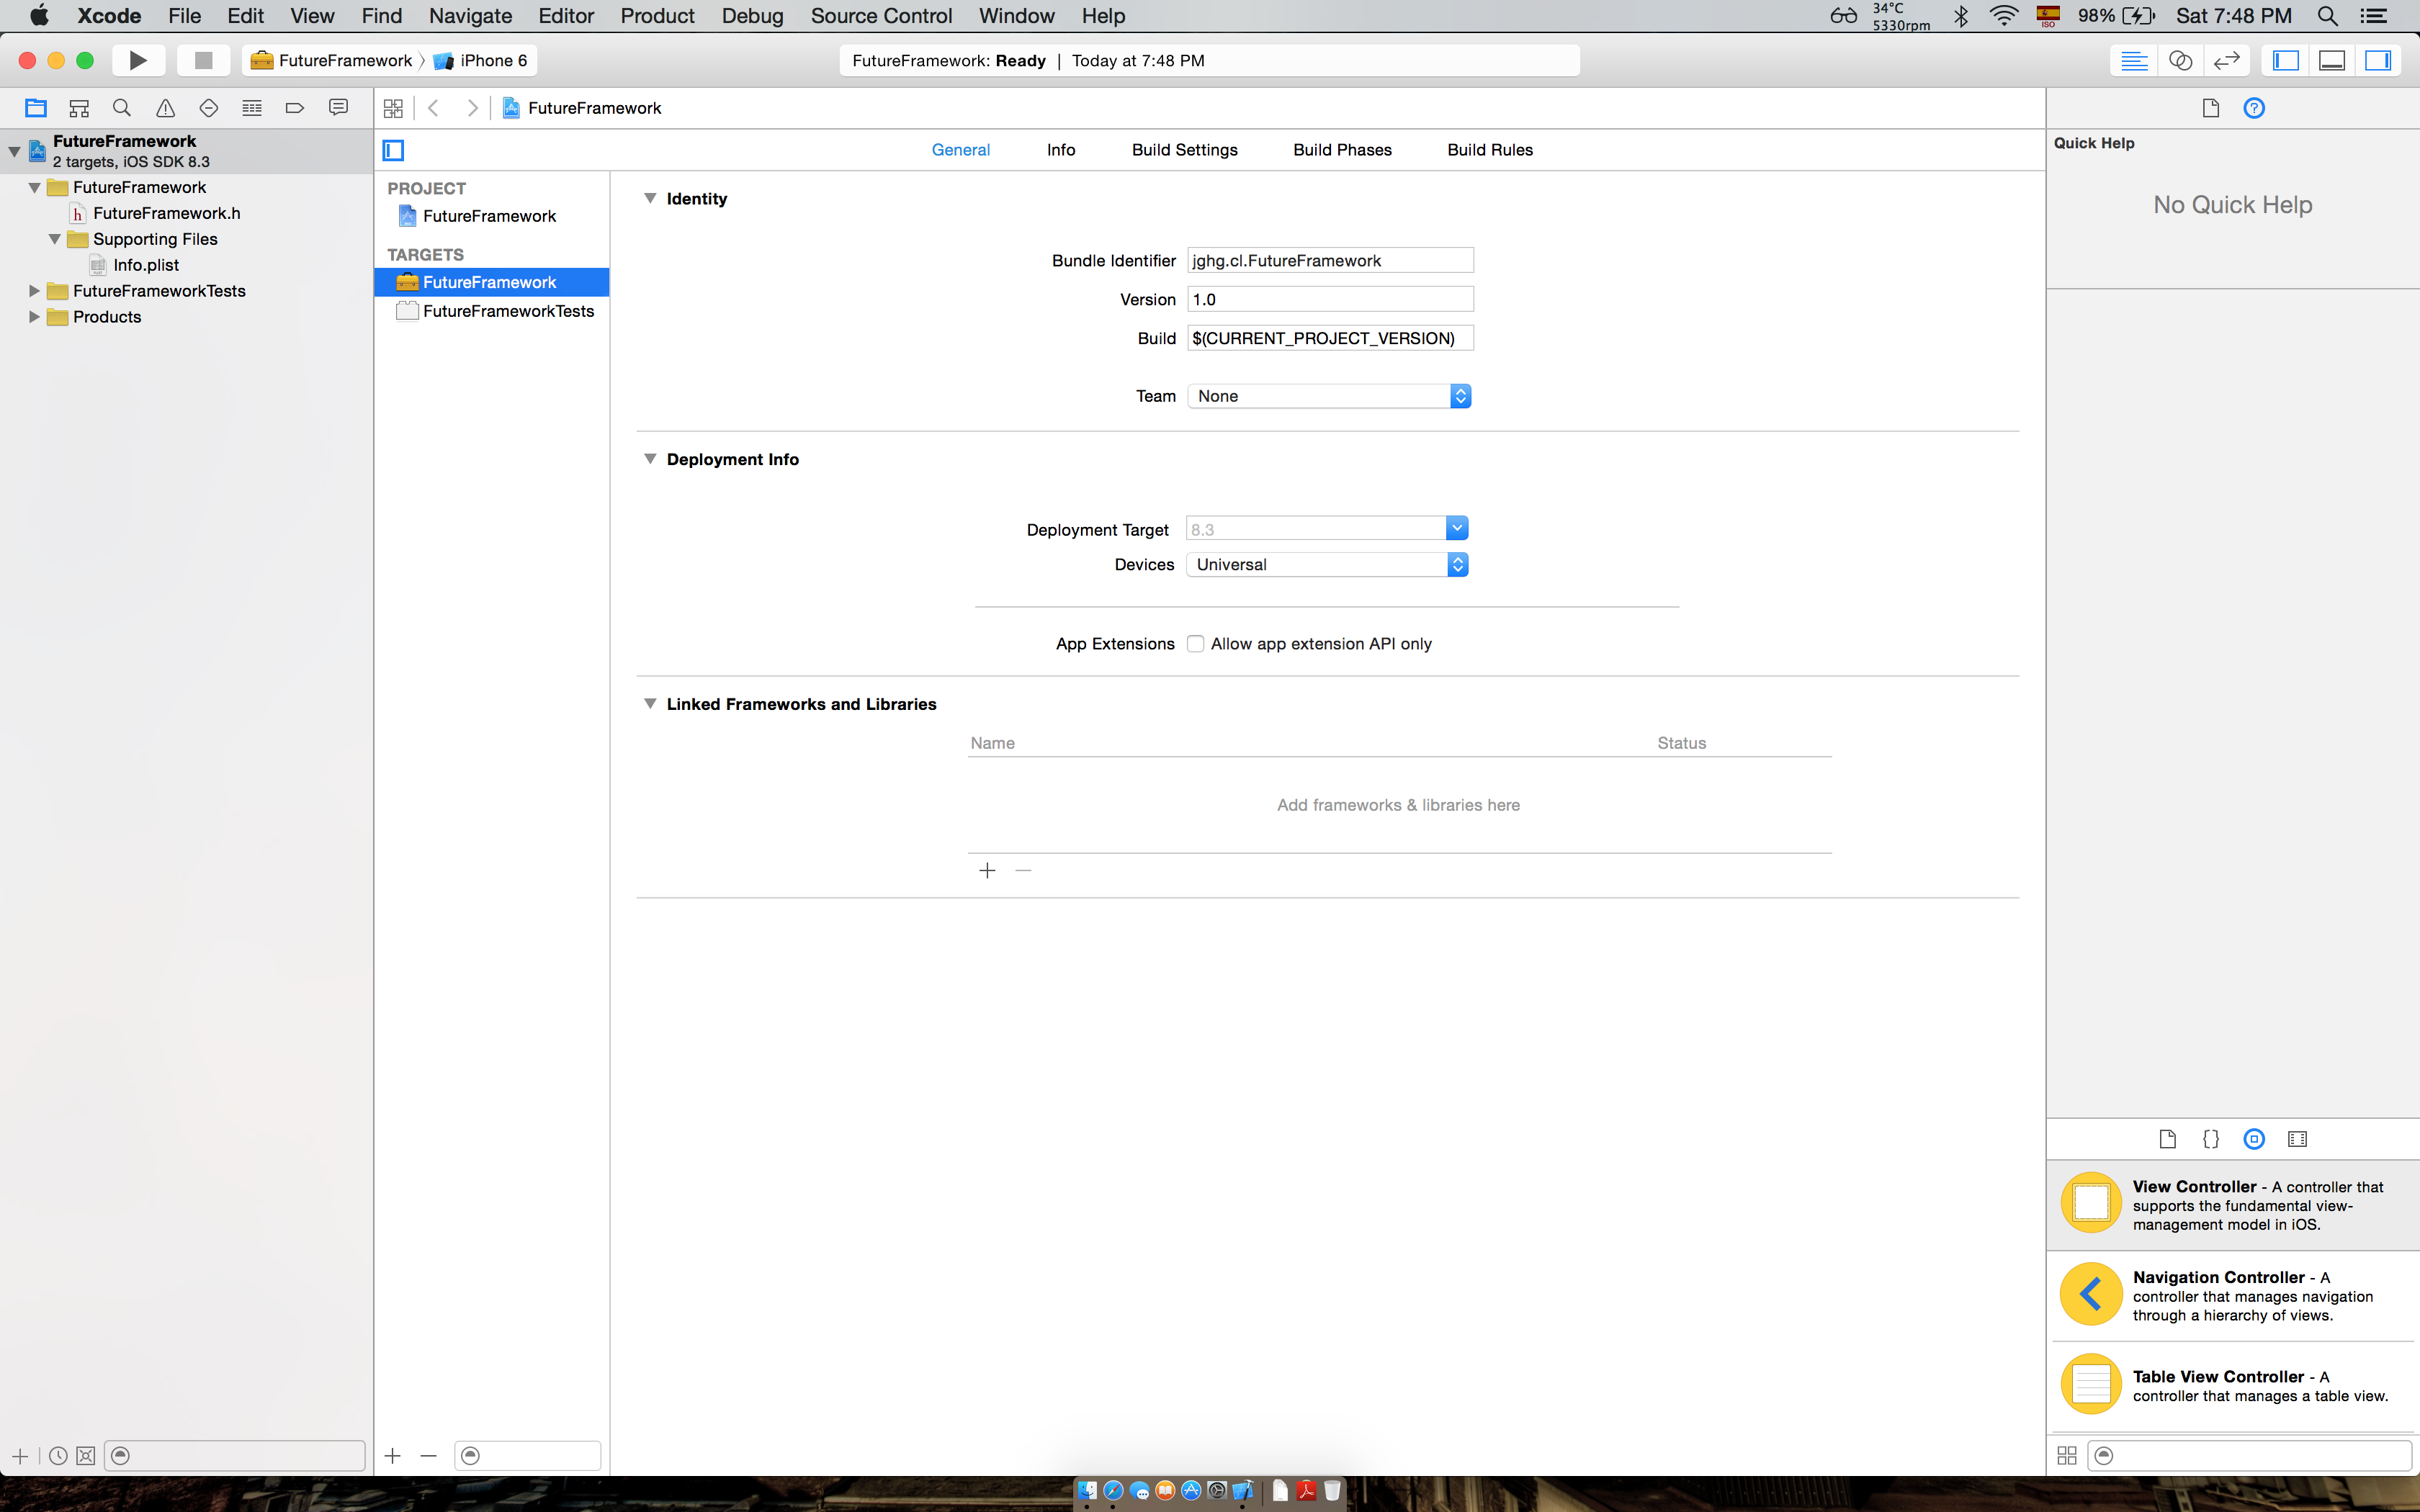 Xcode File Edit View Find Navigate Editor Product Debug Source Control Window Help
34°C
5330rpm
ISO
98%
Sat 7:48 PM
FutureFramework iPhone 6
FutureFramework: Ready | Today at 7:48 PM
FutureFramework
2 targets, iOS SDK 8.3
FutureFramework
FutureFramework.h
Supporting Files
Info.plist
FutureFrameworkTests
Products
FutureFramework
General Info Build Settings Build Phases Build Rules
PROJECT
FutureFramework
TARGETS
FutureFramework
FutureFrameworkTests
Identity
Bundle Identifier jghg.cl.FutureFramework
Version 1.0
Build $(CURRENT_PROJECT_VERSION)
Team None
Deployment Info
Deployment Target 8.3
Devices Universal
App Extensions Allow app extension API only
Linked Frameworks and Libraries
Name Status
Add frameworks & libraries here
Quick Help
No Quick Help
View Controller - A controller that
supports the fundamental view-
management model in iOS.
Navigation Controller - A
controller that manages navigation
through a hierarchy of views.
Table View Controller - A
controller that manages a table view.